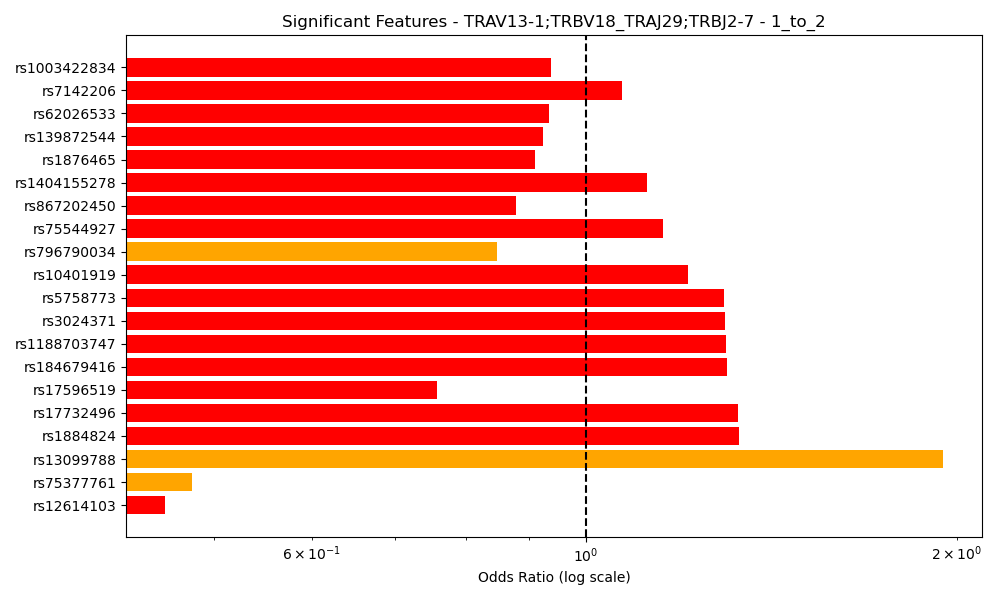 Significant Features - TRAV13-1;TRBV18_TRAJ29;TRBJ2-7 - 1_to_2
rs1003422834
rs7142206
rs62026533
rs139872544
rs1876465
rs1404155278
rs867202450
rs75544927
rs796790034
rs10401919
rs5758773
rs3024371
rs1188703747
rs184679416
rs17596519
rs17732496
rs1884824
rs13099788
rs75377761
rs12614103
6 × 10⁻¹ 10⁰ 2 × 10⁰
Odds Ratio (log scale)